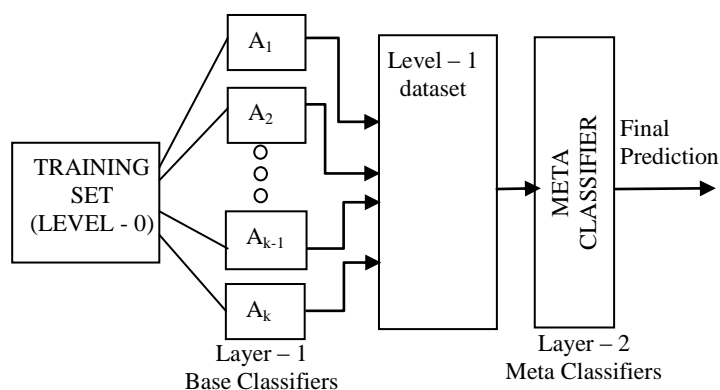 A1
A2
TRAINING
SET
(LEVEL - 0)
Ak-1
Ak
Layer – 1
Base Classifiers
Level – 1
dataset
META
CLASSIFIER
Layer – 2
Meta Classifiers
Final
Prediction